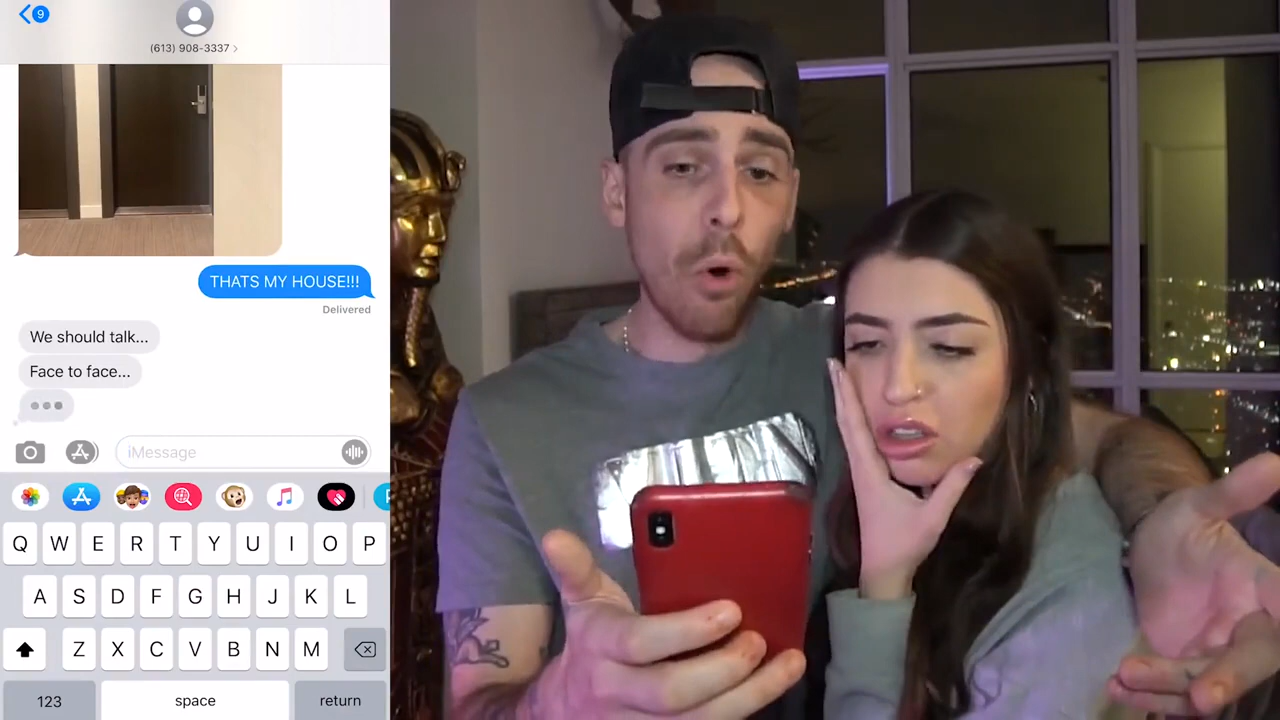 9
(613) 908-3337 >
THATS MY HOUSE!!!
Delivered
We should talk...
Face to face...
iMessage
Q W E R T Y U I O P
A S D F G H J K L
Z X C V B N M
123 space return